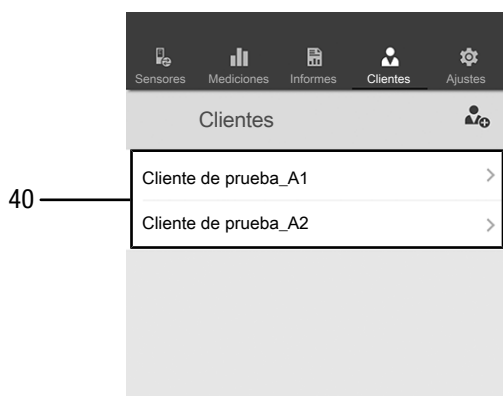 Sensores Mediciones Informes Clientes Ajustes
Clientes
Cliente de prueba_A1
40
Cliente de prueba_A2